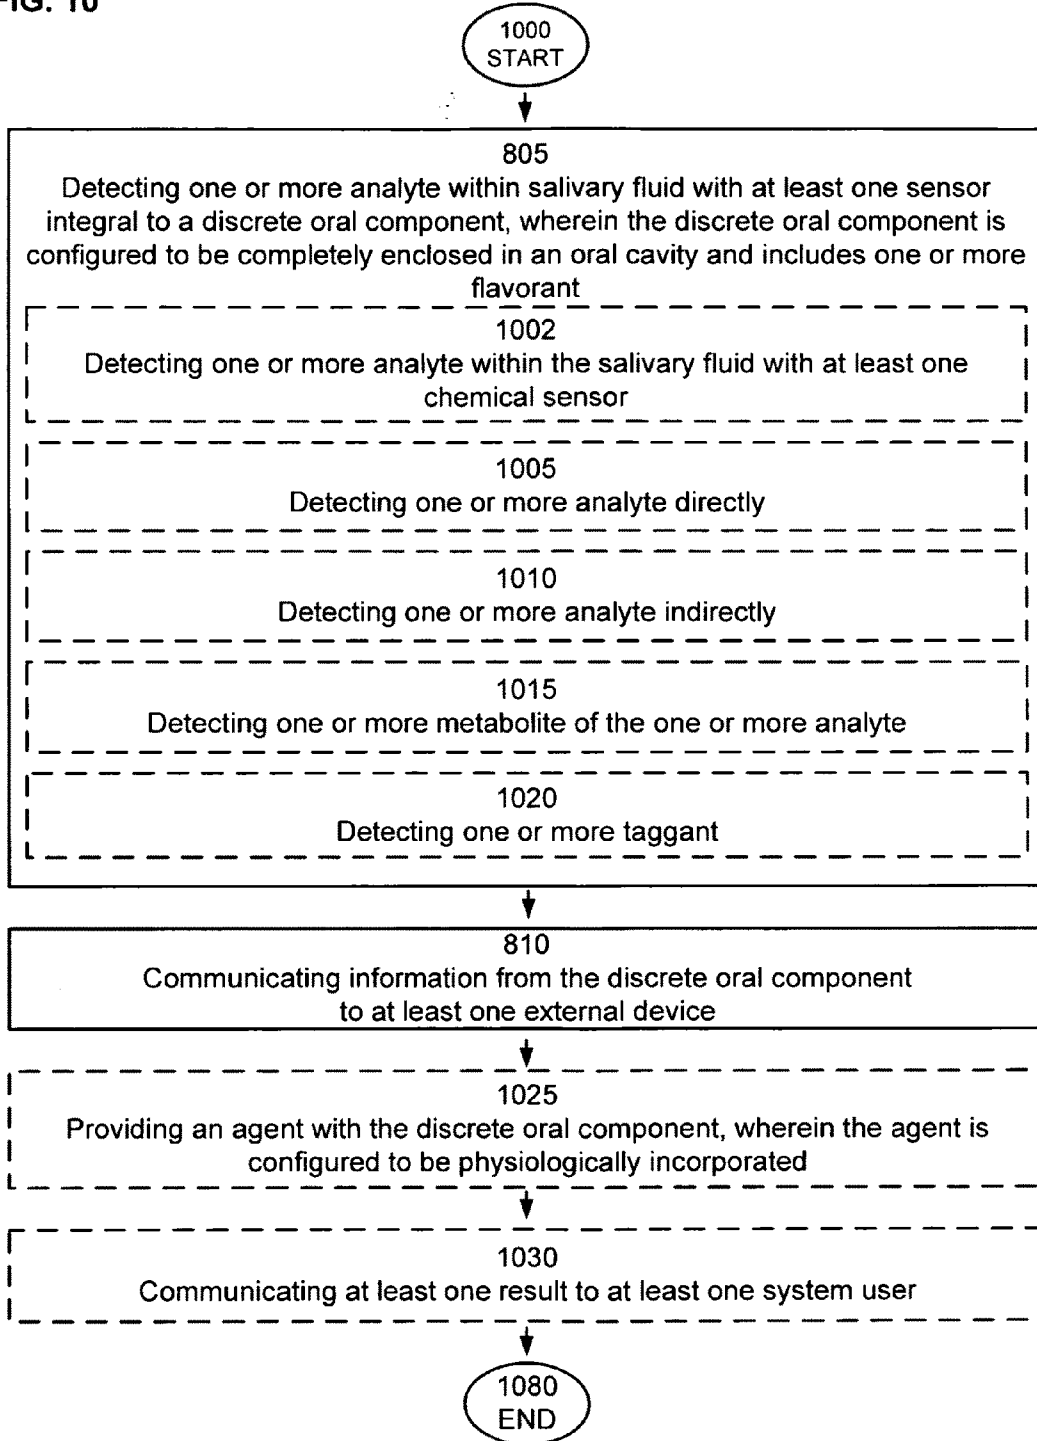 FIG. 10
1000
START
805
Detecting one or more analyte within salivary fluid with at least one sensor
integral to a discrete oral component, wherein the discrete oral component is
configured to be completely enclosed in an oral cavity and includes one or more
flavorant
1002
Detecting one or more analyte within the salivary fluid with at least one
chemical sensor
1005
Detecting one or more analyte directly
1010
Detecting one or more analyte indirectly
1015
Detecting one or more metabolite of the one or more analyte
1020
Detecting one or more taggant
810
Communicating information from the discrete oral component
to at least one external device
1025
Providing an agent with the discrete oral component, wherein the agent is
configured to be physiologically incorporated
1030
Communicating at least one result to at least one system user
1080
END